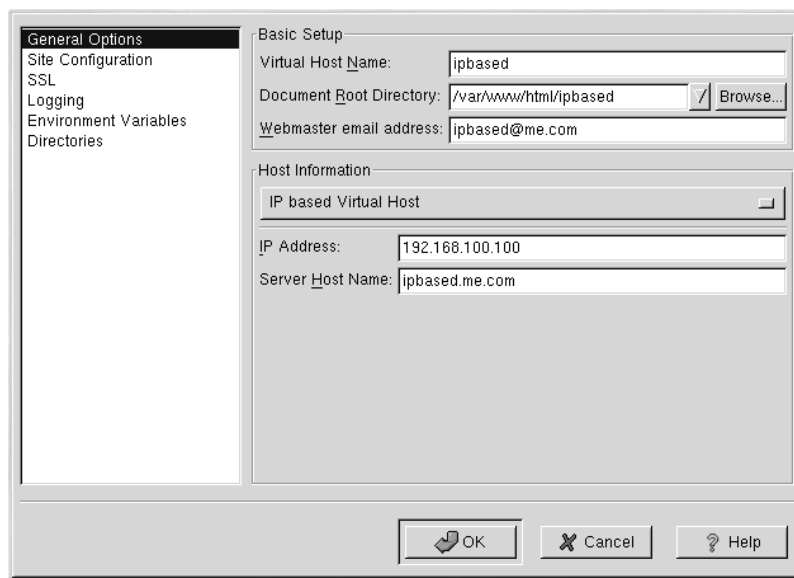 General Options
Site Configuration
SSL
Logging
Environment Variables
Directories
Basic Setup
Virtual Host Name: ipbased
Document Root Directory: /var/www/html/ipbased Browse...
Webmaster email address: ipbased@me.com
Host Information
IP based Virtual Host
IP Address: 192.168.100.100
Server Host Name: ipbased.me.com
OK Cancel Help